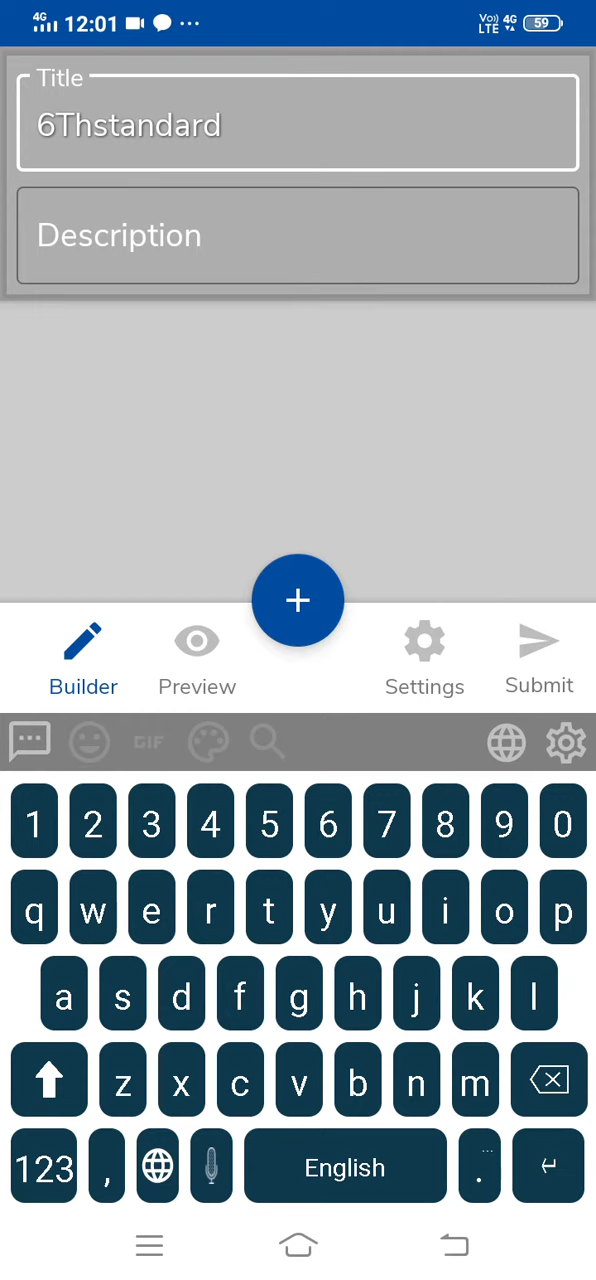 4G 12:01 ... Vo)) LTE 4G 59
Title
6Thstandard
Description
+
Builder Preview Settings Submit
GIF
1 2 3 4 5 6 7 8 9 0
q w e r t y u i o p
a s d f g h j k l
z x c v b n m
123 , English .